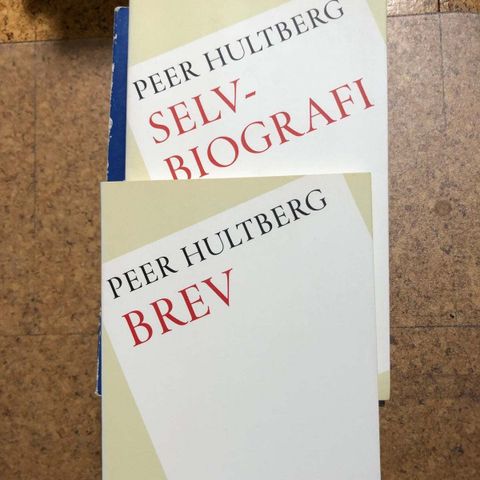 PEER HULTBERG
SELV-
BIOGRAFI
PEER HULTBERG
BREV